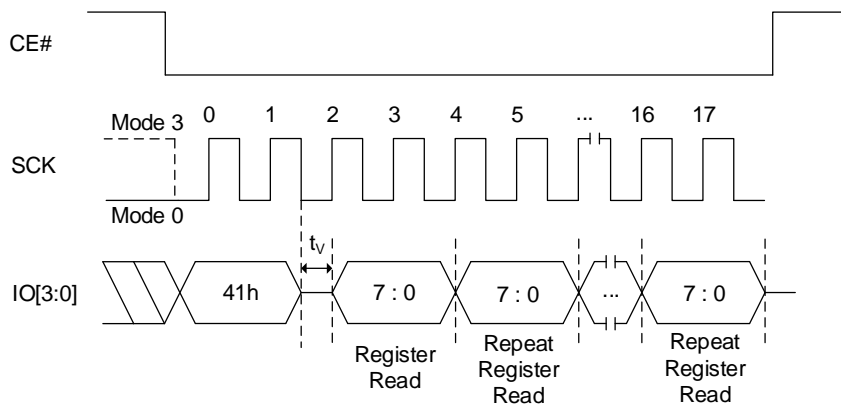 CE#
0 1 2 3 4 5 ... 16 17
Mode 3
SCK
Mode 0
tV
IO[3:0]
41h 7 : 0 7 : 0 ... 7 : 0
Register
Read
Repeat
Register
Read
Repeat
Register
Read